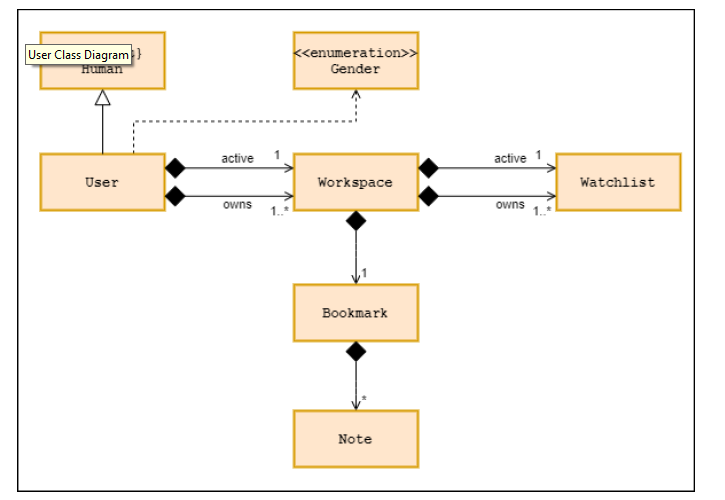 User Class Diagram
Human
<<enumeration>>
Gender
User
active
1
owns
1..*
Workspace
active
1
owns
1..*
Watchlist
1
Bookmark
*
Note